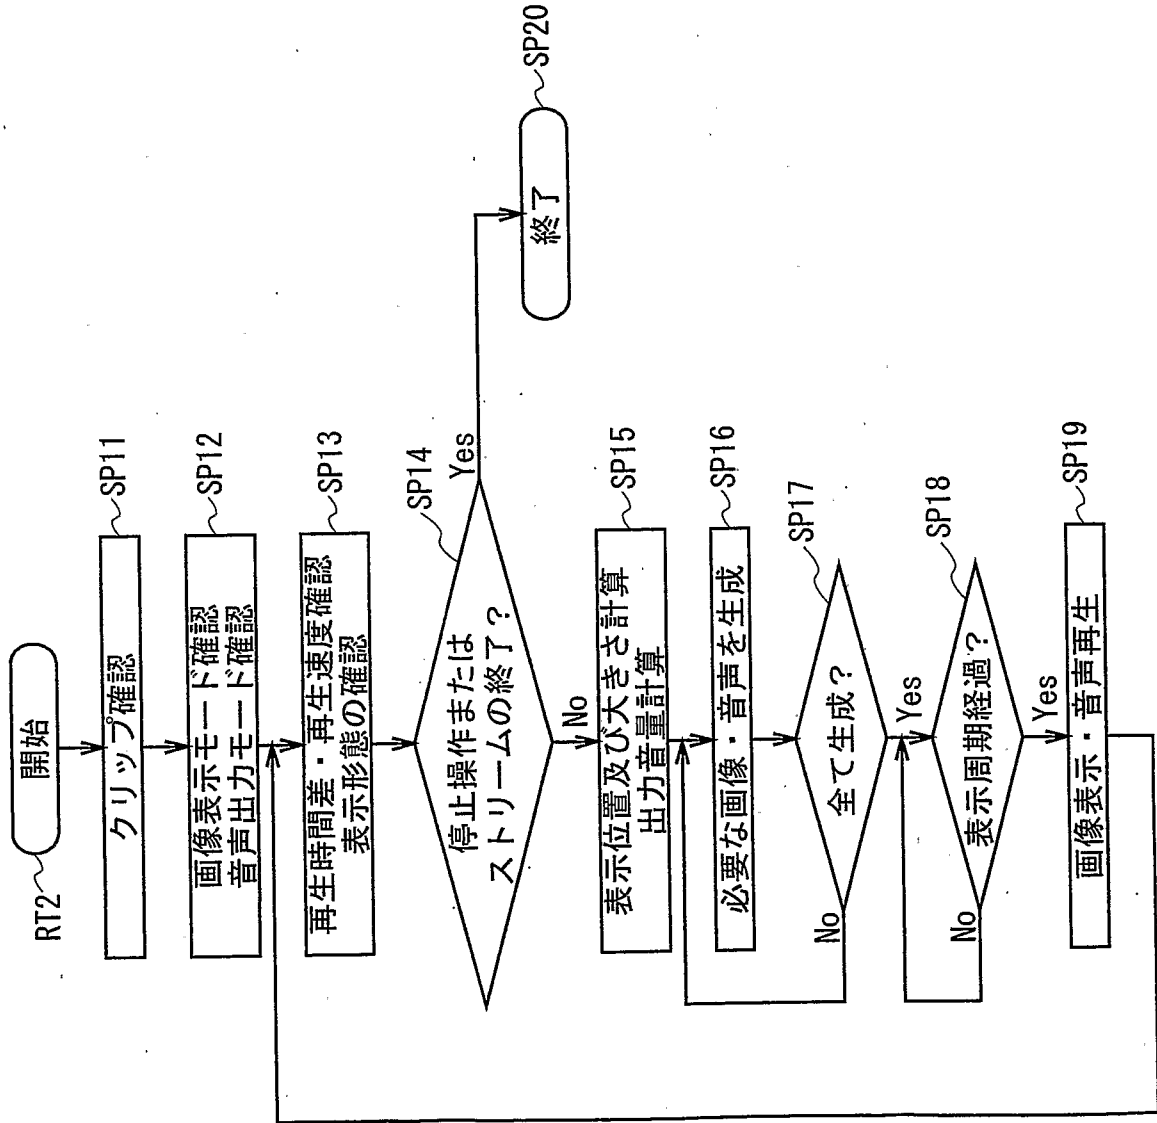 RT2
開始
クリップ確認
SP11
画像表示モード確認
音声出力モード確認
SP12
再生時間差・再生速度確認
表示形態の確認
SP13
停止操作または
ストリームの終了?
SP14
Yes
終了
SP20
No
表示位置及び大きさ計算
出力音量計算
SP15
必要な画像・音声を生成
SP16
全て生成?
SP17
No
Yes
表示周期経過?
SP18
No
Yes
画像表示・音声再生
SP19